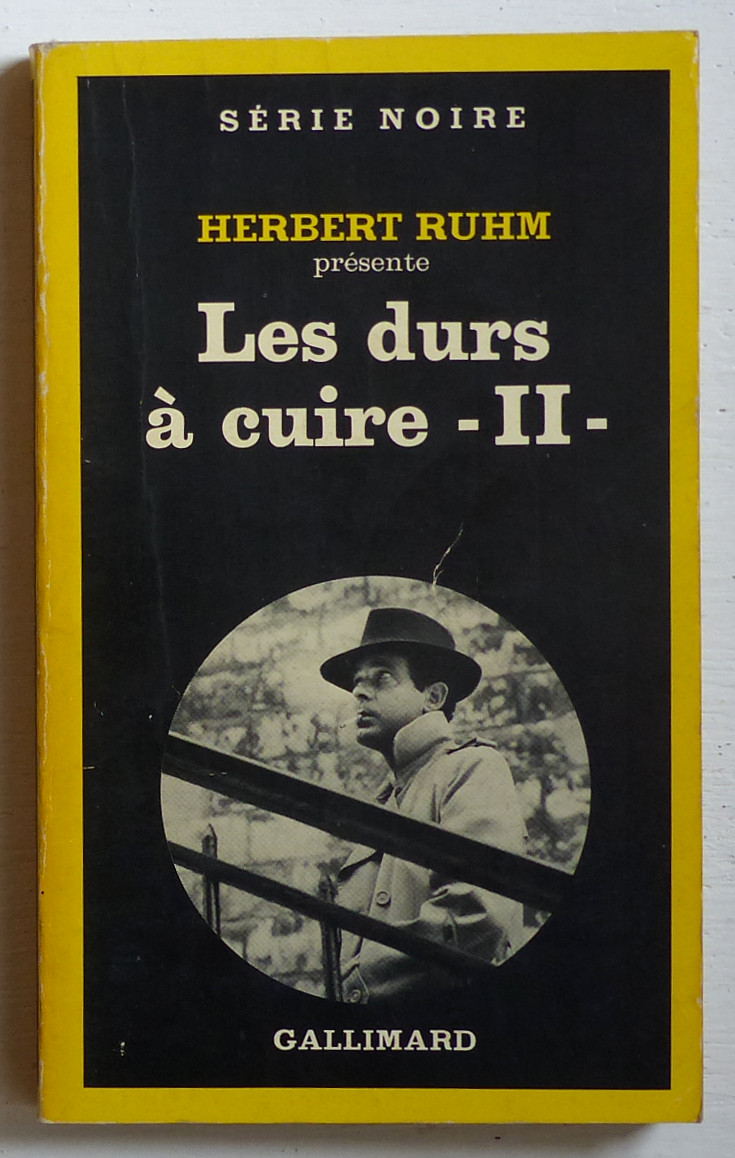 SÉRIE NOIRE
HERBERT RUHM
présente
Les durs
à cuire - II -
GALLIMARD